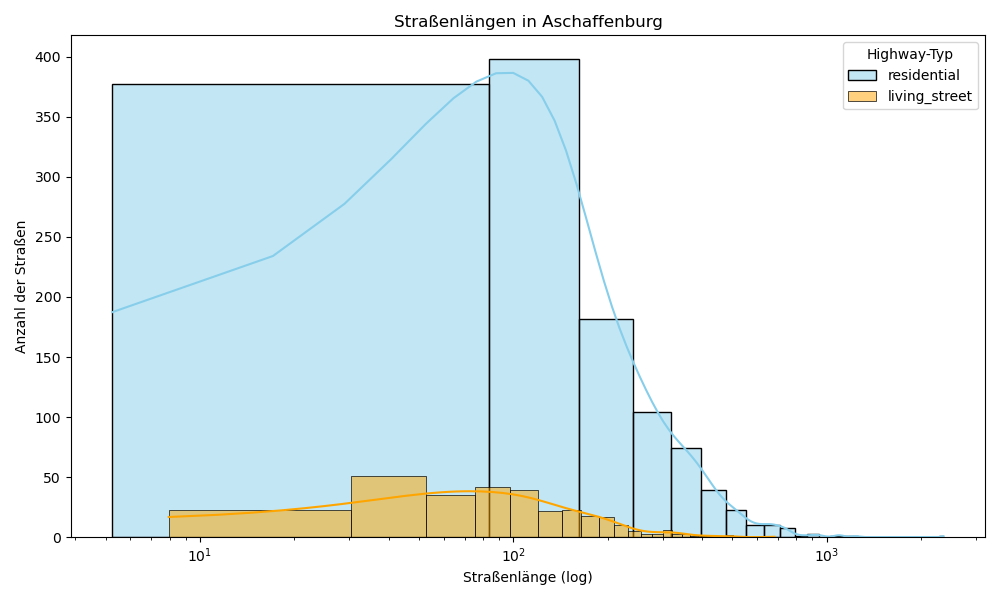 Straßenlängen in Aschaffenburg
Highway-Typ
residential
living_street
Anzahl der Straßen
400
350
300
250
200
150
100
50
0
10¹
10²
10³
Straßenlänge (log)